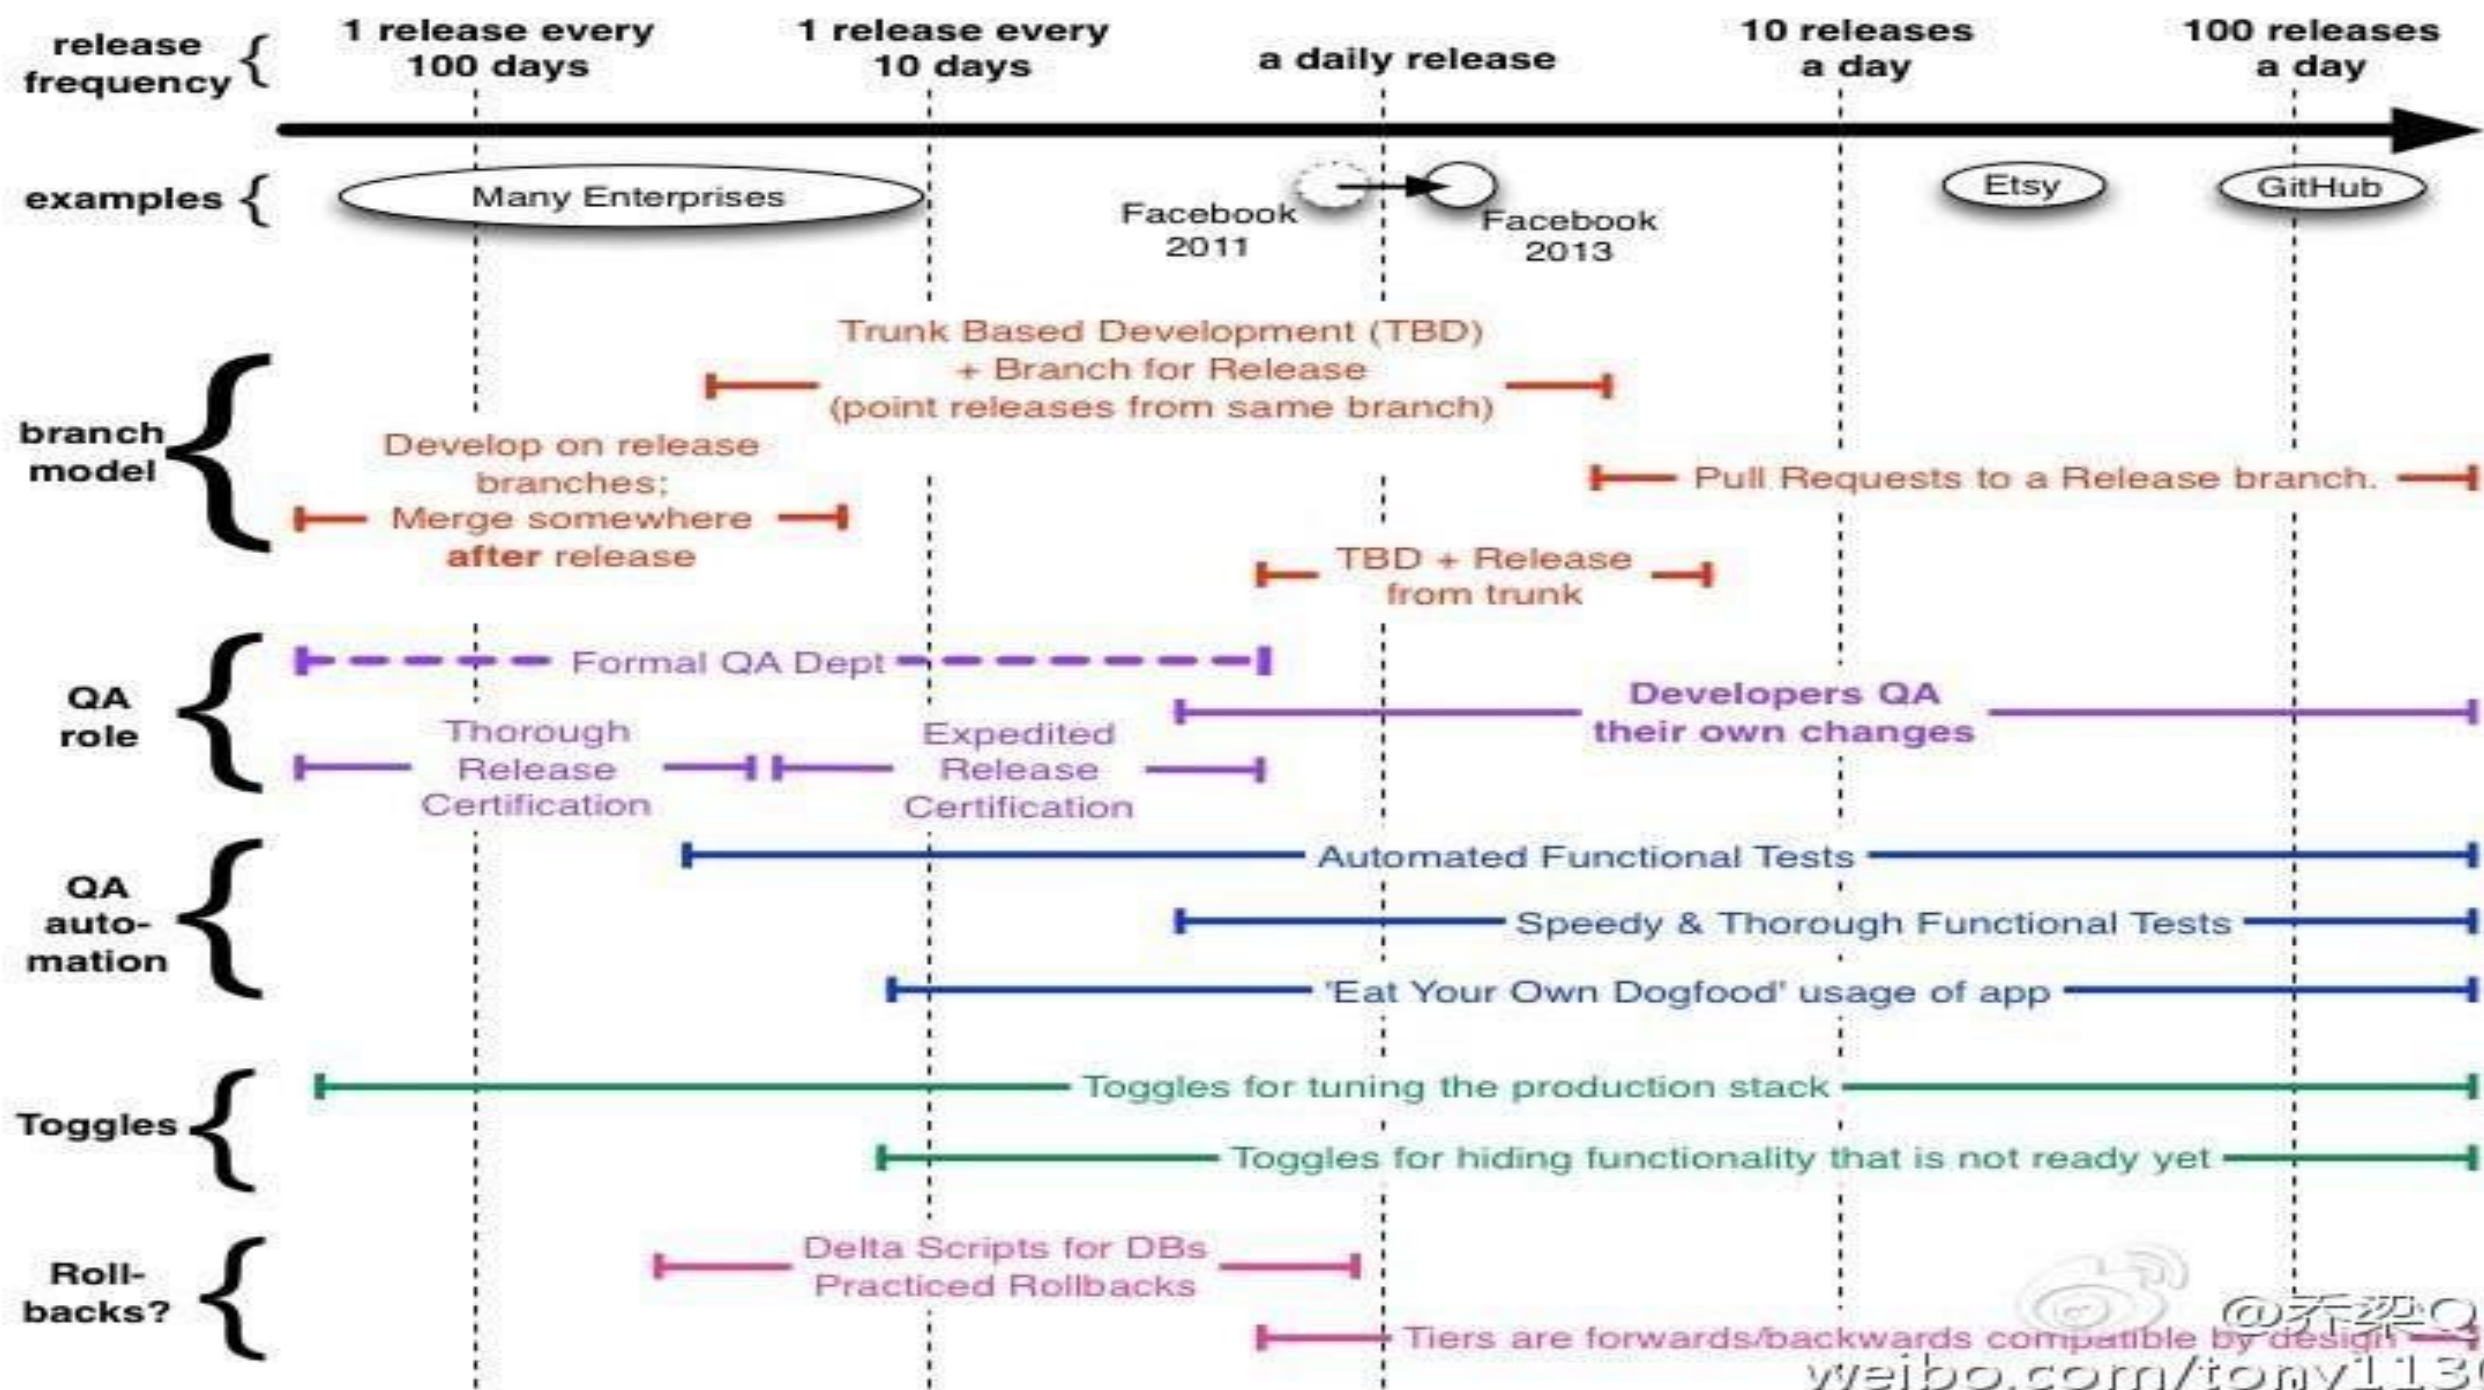 release
frequency
1 release every
100 days
1 release every
10 days
a daily release
10 releases
a day
100 releases
a day
examples
Many Enterprises
Facebook
2011
Facebook
2013
Etsy
GitHub
branch
model
Trunk Based Development (TBD)
+ Branch for Release
(point releases from same branch)
Develop on release
branches;
Merge somewhere
after release
Pull Requests to a Release branch.
TBD + Release
from trunk
QA
role
Formal QA Dept
Developers QA
their own changes
Thorough
Release
Certification
Expedited
Release
Certification
QA
auto-
mation
Automated Functional Tests
Speedy & Thorough Functional Tests
'Eat Your Own Dogfood' usage of app
Toggles
Toggles for tuning the production stack
Toggles for hiding functionality that is not ready yet
Roll-
backs?
Delta Scripts for DBs
Practiced Rollbacks
Tiers are forwards/backwards compatible by design
@乔梁Q
weibo.com/tony113